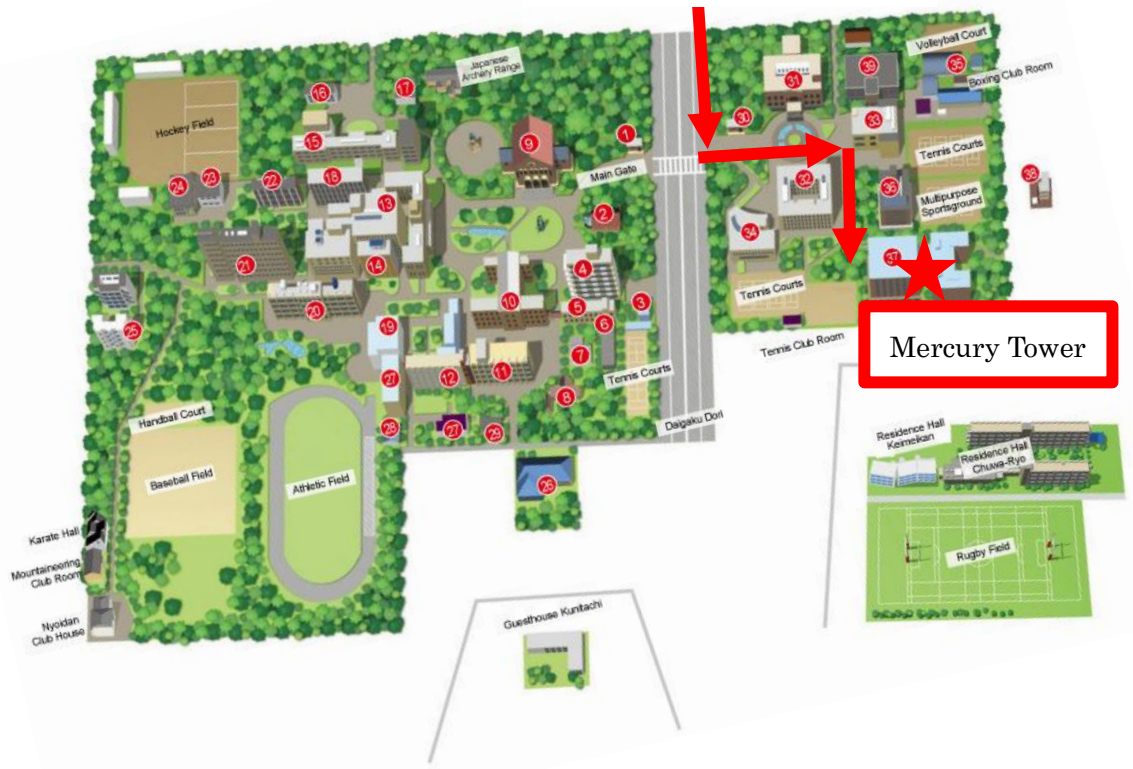 Volleyball Court
35
Boxing Club Room
39
31
Japanese
Archery Range
17
16
Hockey Field
15
9
1
30
33
Main Gate
Tennis Courts
18
22
23
24
13
32
36
38
Multipurpose
Sportsground
2
34
37
21
14
4
Tennis Courts
10
5
3
20
6
19
25
7
Tennis Club Room
Mercury Tower
11
12
27
Tennis Courts
8
Handball Court
Daigaku Dori
28
27
29
Baseball Field
Athletic Field
26
Residence Hall
Keimeikan
Residence Hall
Chuwa-Ryo
Karate Hall
Mountaineering
Club Room
Rugby Field
Nyoidan
Club House
Guesthouse Kunitachi